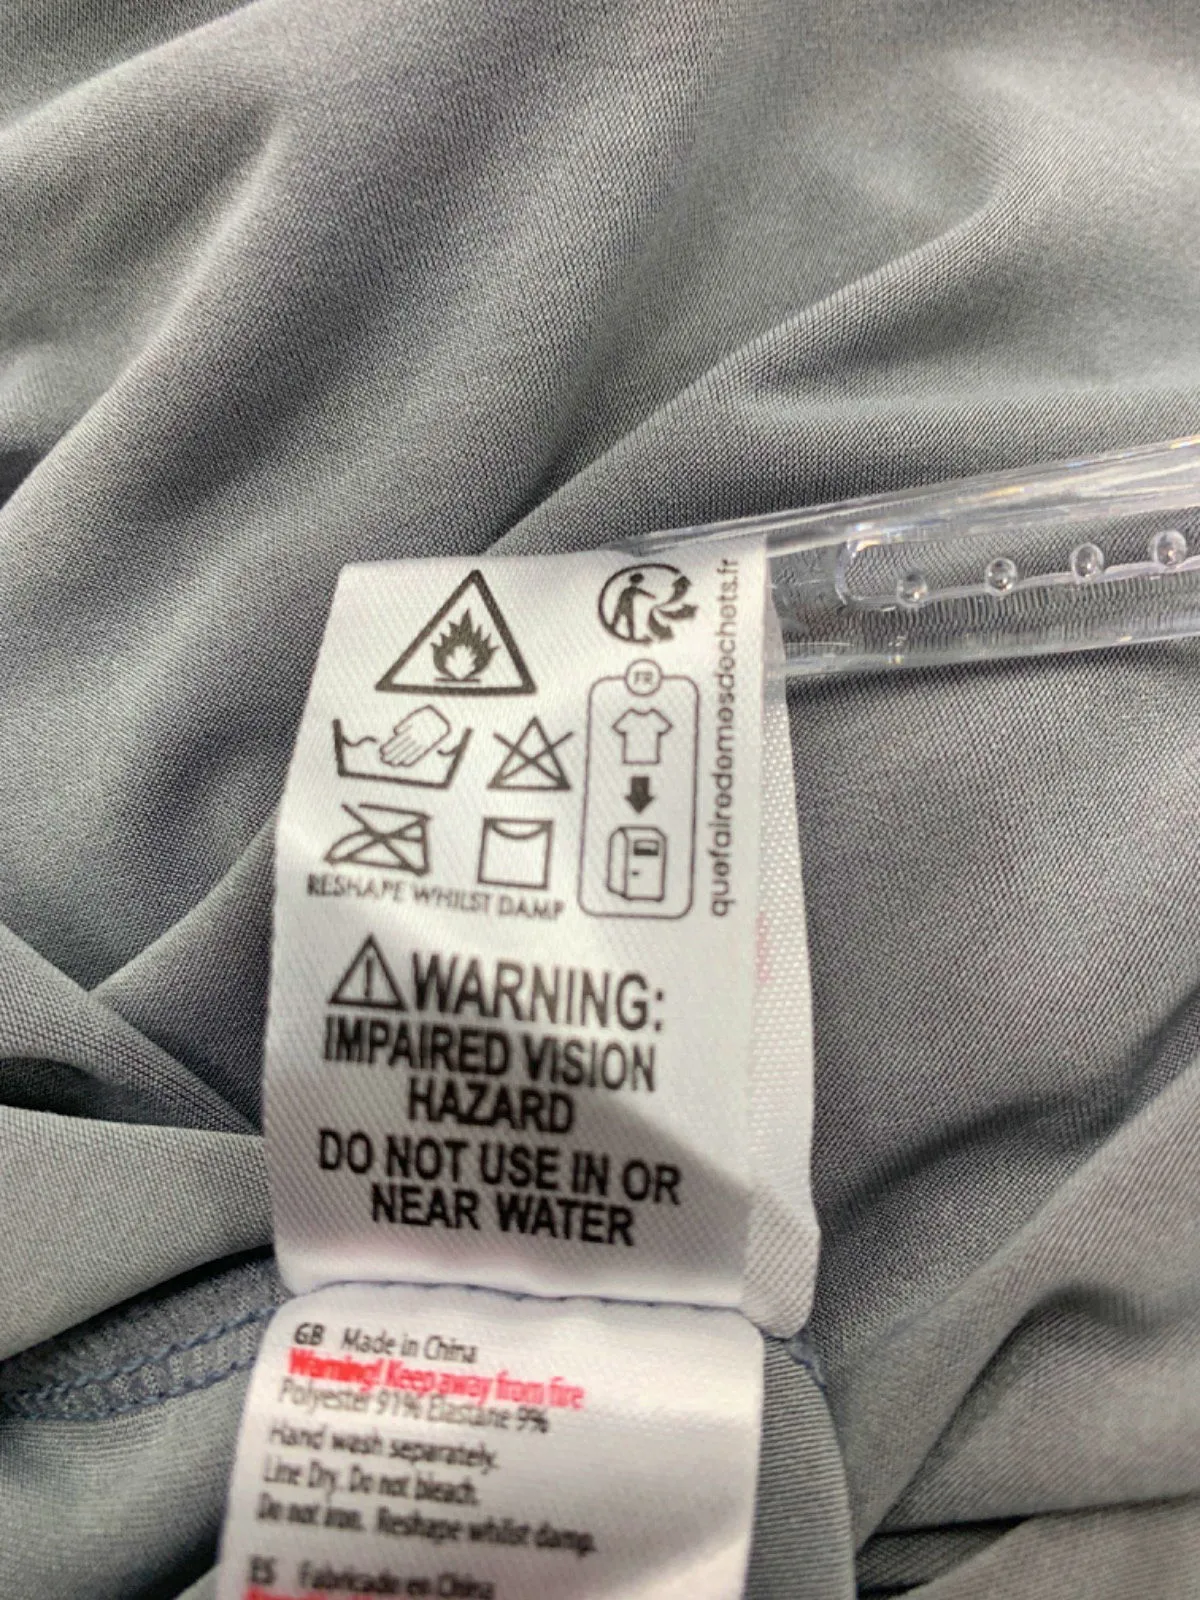 FR
quefairedemesdechets.fr
RESHAPE WHILST DAMP
WARNING:
IMPAIRED VISION
HAZARD
DO NOT USE IN OR
NEAR WATER
GB Made in China
Warning! Keep away from fire
Polyester 91% Elastane 9%
Hand wash separately.
Line Dry. Do not bleach.
Do not iron. Reshape whilst damp.
ES Fabricado en China